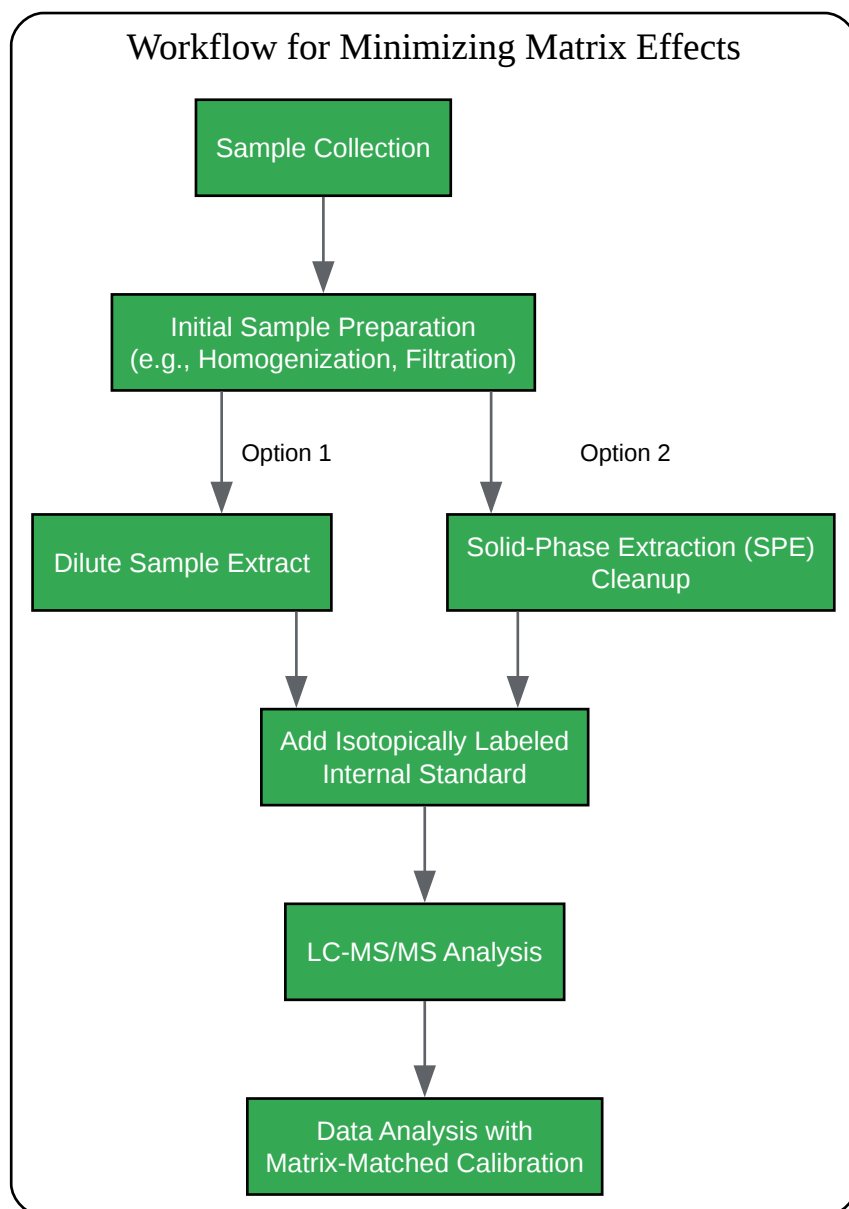 Workflow for Minimizing Matrix Effects
Sample Collection
Initial Sample Preparation
(e.g., Homogenization, Filtration)
Option 1
Option 2
Dilute Sample Extract
Solid-Phase Extraction (SPE)
Cleanup
Add Isotopically Labeled
Internal Standard
LC-MS/MS Analysis
Data Analysis with
Matrix-Matched Calibration